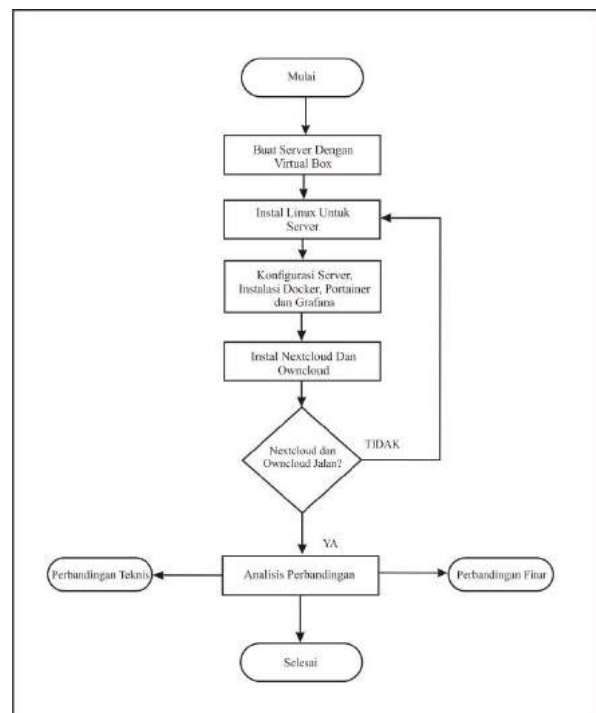 Mulai
Buat Server Dengan
Virtual Box
Instal Linux Untuk
Server
Konfigurasi Server,
Instalasi Docker, Portainer
dan Grafana
Instal Nextcloud Dan
Owncloud
Nextcloud dan
Owncloud Jalan?
TIDAK
YA
Perbandingan Teknis
Analisis Perbandingan
Perbandingan Fitur
Selesai